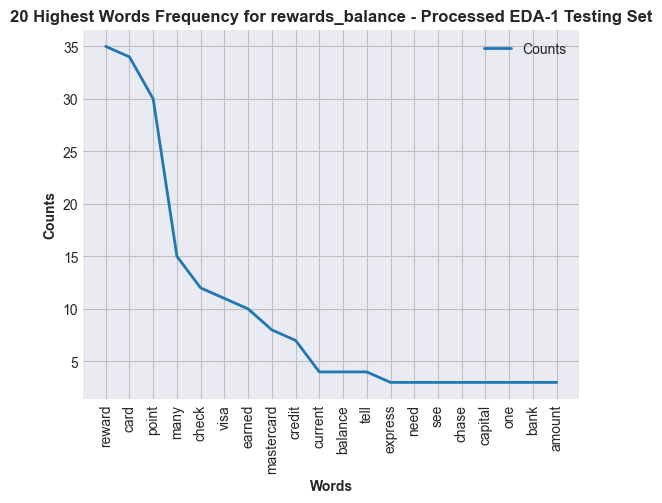 20 Highest Words Frequency for rewards_balance - Processed EDA-1 Testing Set
Counts
35
30
25
20
15
10
5
Counts
reward
card
point
many
check
visa
earned
mastercard
credit
current
balance
tell
express
need
see
chase
capital
one
bank
amount
Words